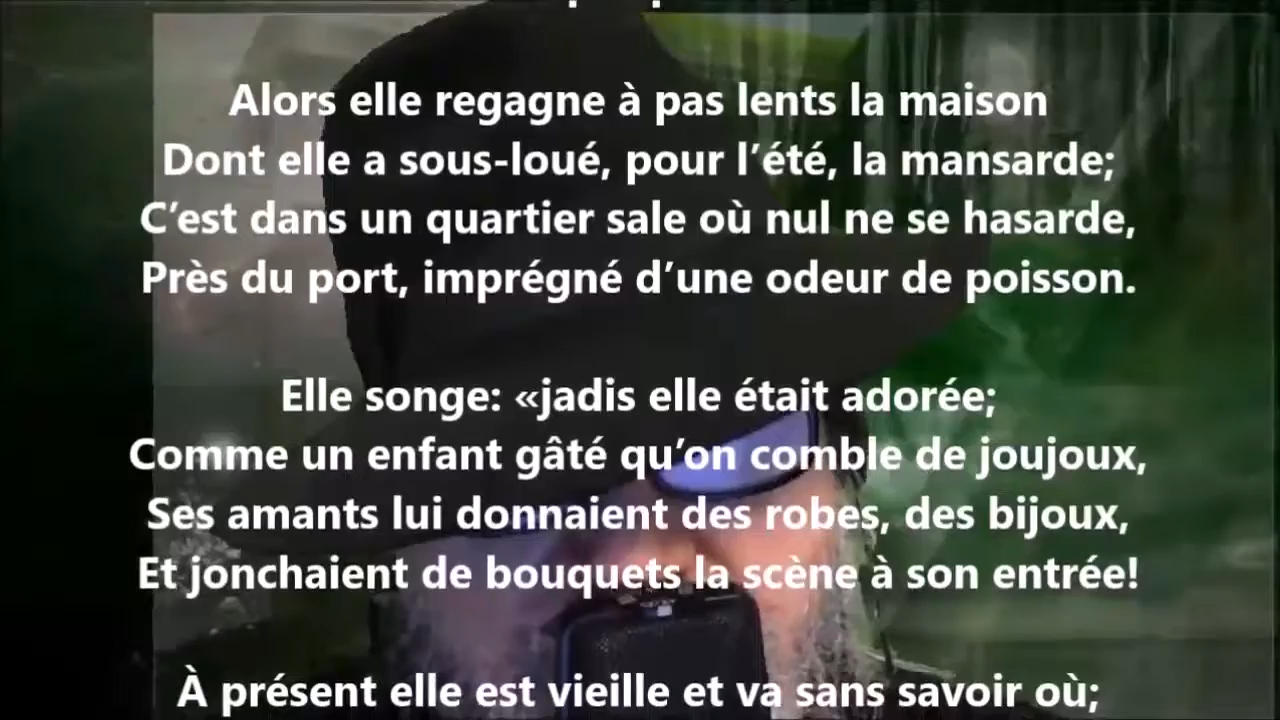 Alors elle regagne à pas lents la maison
Dont elle a sous-loué, pour l’été, la mansarde;
C’est dans un quartier sale où nul ne se hasarde,
Près du port, imprégné d’une odeur de poisson.
Elle songe: «jadis elle était adorée;
Comme un enfant gâté qu’on comble de joujoux,
Ses amants lui donnaient des robes, des bijoux,
Et jonchaient de bouquets la scène à son entrée!
À présent elle est vieille et va sans savoir où;